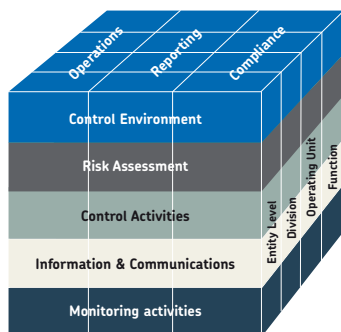 Operations
Reporting
Compliance
Control Environment
Risk Assessment
Control Activities
Information & Communications
Monitoring activities
Entity Level
Division
Operating Unit
Function